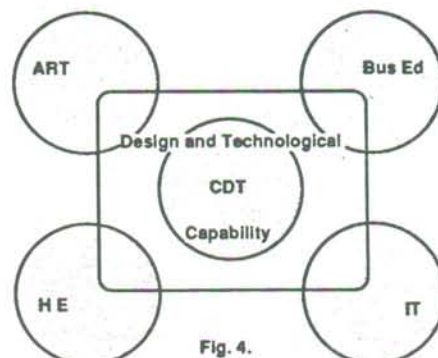 ART
Bus Ed
Design and Technological
CDT
Capability
H E
IT
Fig. 4.